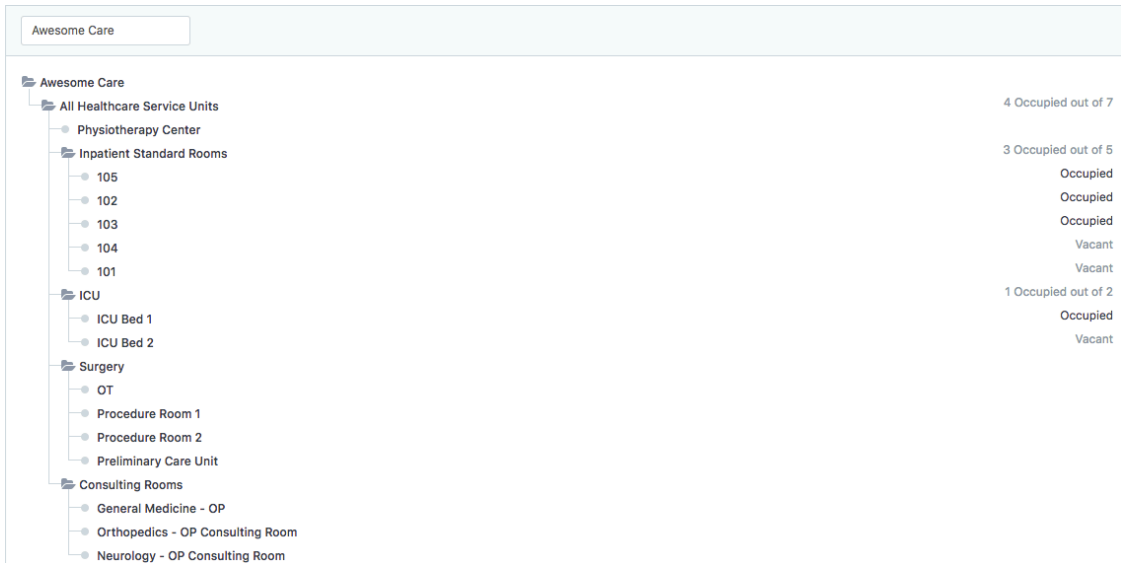 Awesome Care
Awesome Care
All Healthcare Service Units 4 Occupied out of 7
Physiotherapy Center
Inpatient Standard Rooms 3 Occupied out of 5
105 Occupied
102 Occupied
103 Occupied
104 Vacant
101 Vacant
ICU 1 Occupied out of 2
ICU Bed 1 Occupied
ICU Bed 2 Vacant
Surgery
OT
Procedure Room 1
Procedure Room 2
Preliminary Care Unit
Consulting Rooms
General Medicine - OP
Orthopedics - OP Consulting Room
Neurology - OP Consulting Room